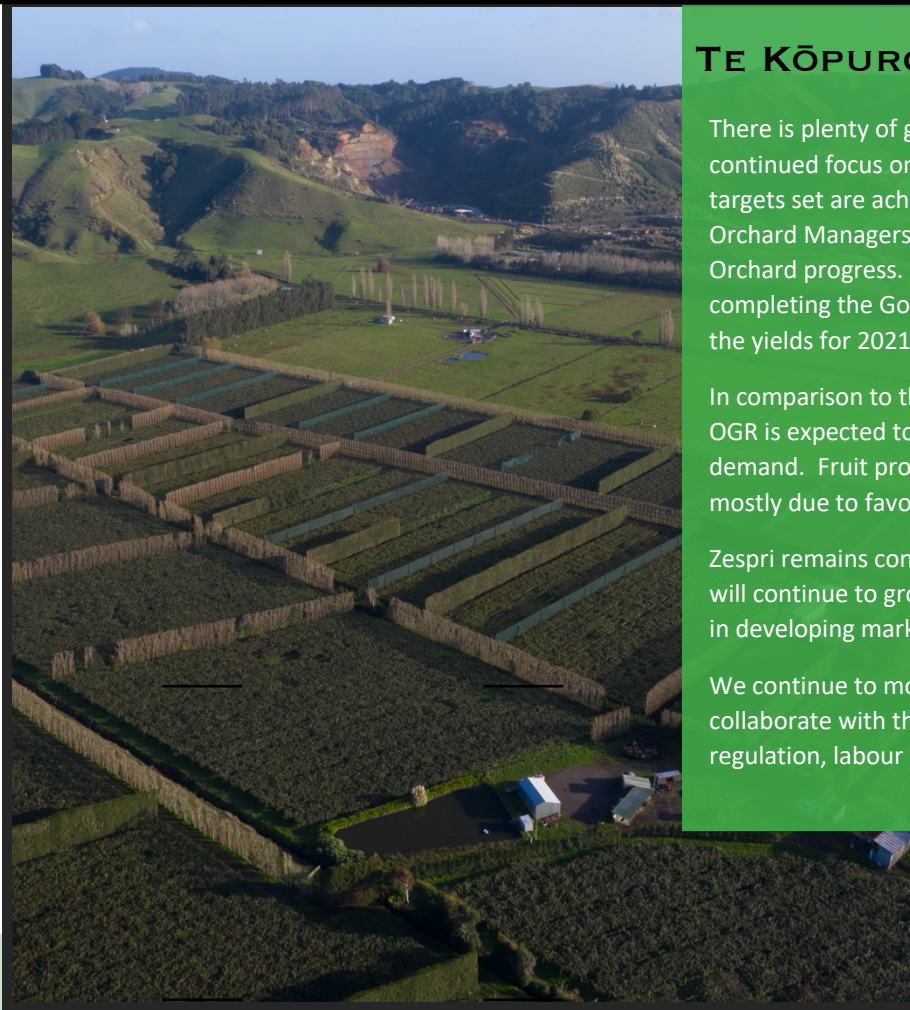 TE KŌPURO
There is plenty of g
continued focus on
targets set are ach
Orchard Managers
Orchard progress.
completing the Go
the yields for 2021
In comparison to th
OGR is expected to
demand. Fruit pro
mostly due to favo
Zespri remains con
will continue to gro
in developing mark
We continue to mo
collaborate with th
regulation, labour